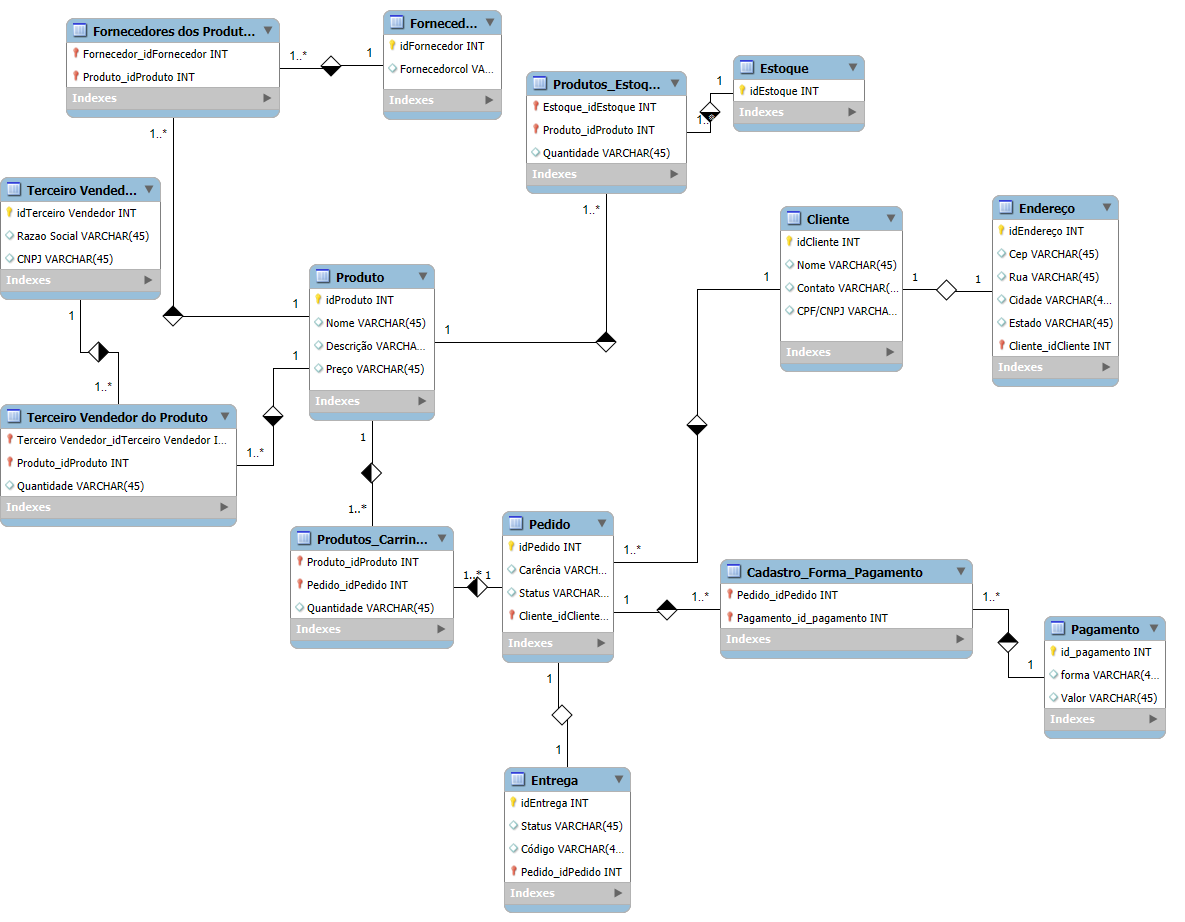 Fornecedores dos Produt...
Fornecedor_idFornecedor INT
Produto_idProduto INT
Indexes
1..*
1
Forneced...
idFornecedor INT
Fornecedorcol VA...
Indexes
1..*
Produtos_Estoq...
Estoque_idEstoque INT
Produto_idProduto INT
Quantidade VARCHAR(45)
Indexes
1
1..*
Estoque
idEstoque INT
Indexes
1..*
Terceiro Vended...
idTerceiro Vendedor INT
Razao Social VARCHAR(45)
CNPJ VARCHAR(45)
Indexes
1
1..*
Produto
idProduto INT
Nome VARCHAR(45)
Descrição VARCHA...
Preço VARCHAR(45)
Indexes
1
1
1
1
Cliente
idCliente INT
Nome VARCHAR(45)
Contato VARCHAR(...
CPF/CNPJ VARCHA...
Indexes
1
1
1
Endereço
idEndereço INT
Cep VARCHAR(45)
Rua VARCHAR(45)
Cidade VARCHAR(4...
Estado VARCHAR(45)
Cliente_idCliente INT
Indexes
Terceiro Vendedor do Produto
Terceiro Vendedor_idTerceiro Vendedor I...
Produto_idProduto INT
Quantidade VARCHAR(45)
Indexes
1..*
1..*
Produtos_Carrin...
Produto_idProduto INT
Pedido_idPedido INT
Quantidade VARCHAR(45)
Indexes
1..*
1
Pedido
idPedido INT
Carência VARCH...
Status VARCHAR...
Cliente_idCliente...
Indexes
1..*
1
1..*
Cadastro_Forma_Pagamento
Pedido_idPedido INT
Pagamento_id_pagamento INT
Indexes
1..*
1
Pagamento
id_pagamento INT
forma VARCHAR(4...
Valor VARCHAR(45)
Indexes
1
1
Entrega
idEntrega INT
Status VARCHAR(45)
Código VARCHAR(4...
Pedido_idPedido INT
Indexes